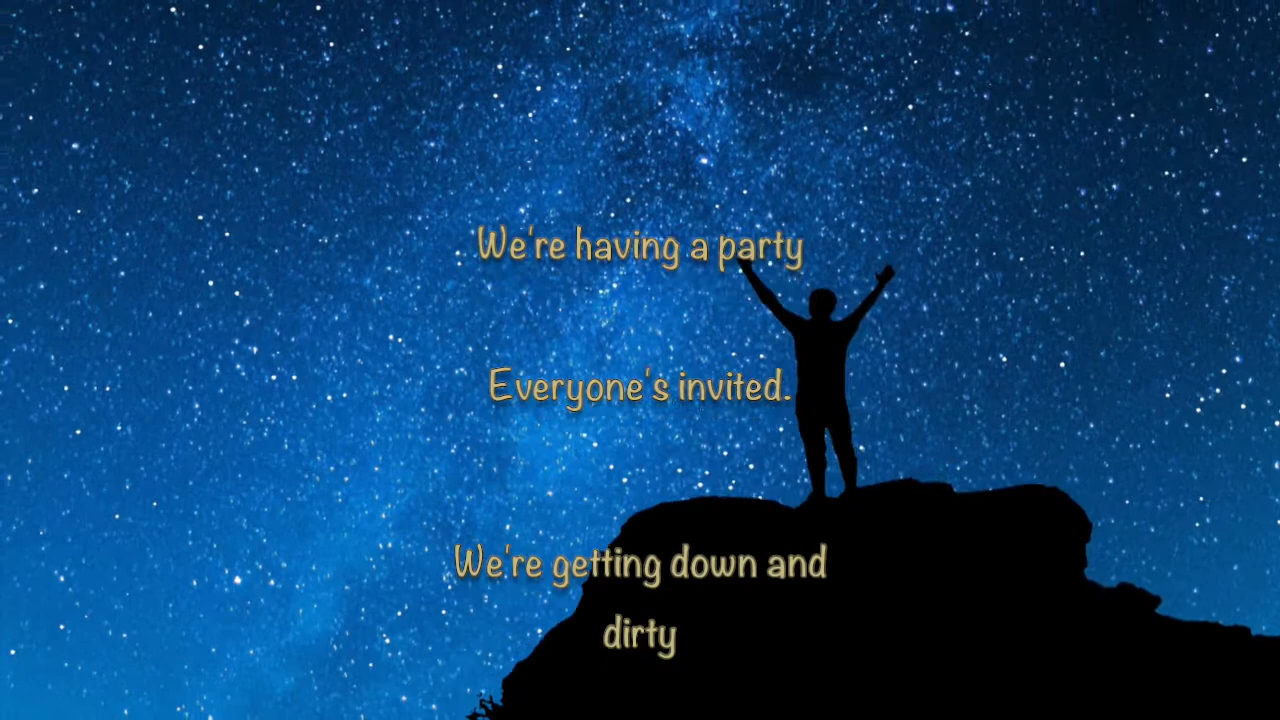 We're having a party
Everyone's invited.
We're getting down and
dirty